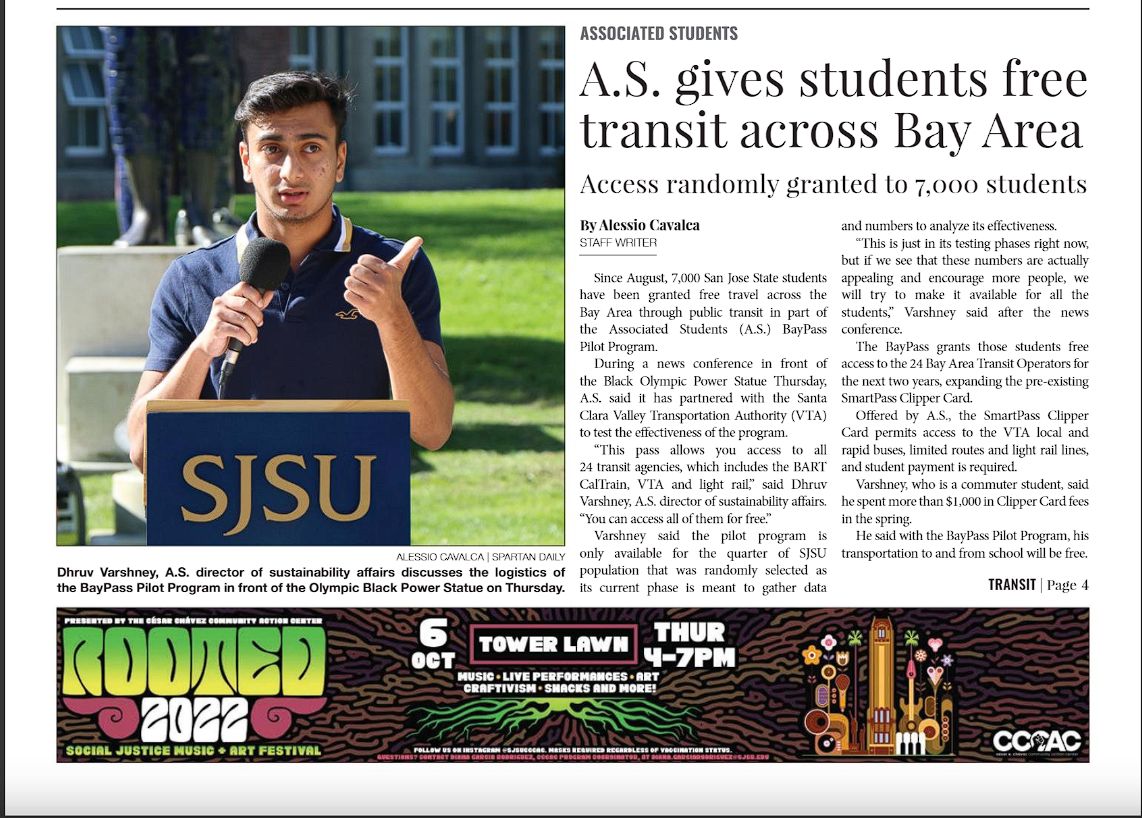 ASSOCIATED STUDENTS
A.S. gives students free
transit across Bay Area
Access randomly granted to 7,000 students
SJSU
ALESSIO CAVALCA | SPARTAN DAILY
Dhruv Varshney, A.S. director of sustainability affairs discusses the logistics of
the BayPass Pilot Program in front of the Olympic Black Power Statue on Thursday.
By Alessio Cavalca
STAFF WRITER
Since August, 7,000 San Jose State students
have been granted free travel across the
Bay Area through public transit in part of
the Associated Students (A.S.) BayPass
Pilot Program.
During a news conference in front of
the Black Olympic Power Statue Thursday,
A.S. said it has partnered with the Santa
Clara Valley Transportation Authority (VTA)
to test the effectiveness of the program.
“This pass allows you access to all
24 transit agencies, which includes the BART
CalTrain, VTA and light rail,” said Dhruv
Varshney, A.S. director of sustainability affairs.
“You can access all of them for free.”
Varshney said the pilot program is
only available for the quarter of SJSU
population that was randomly selected as
its current phase is meant to gather data
and numbers to analyze its effectiveness.
“This is just in its testing phases right now,
but if we see that these numbers are actually
appealing and encourage more people, we
will try to make it available for all the
students,” Varshney said after the news
conference.
The BayPass grants those students free
access to the 24 Bay Area Transit Operators for
the next two years, expanding the pre-existing
SmartPass Clipper Card.
Offered by A.S., the SmartPass Clipper
Card permits access to the VTA local and
rapid buses, limited routes and light rail lines,
and student payment is required.
Varshney, who is a commuter student, said
he spent more than $1,000 in Clipper Card fees
in the spring.
He said with the BayPass Pilot Program, his
transportation to and from school will be free.
TRANSIT | Page 4
PRESENTED BY THE CÉSAR CHÁVEZ COMMUNITY ACTION CENTER
ROOTED
2022
SOCIAL JUSTICE MUSIC + ART FESTIVAL
6
OCT
TOWER LAWN
THUR
4-7PM
MUSIC • LIVE PERFORMANCES • ART
CRAFTIVISM • SNACKS AND MORE!
FOLLOW US ON INSTAGRAM @SJSUCCCAC. MASKS REQUIRED REGARDLESS OF VACCINATION STATUS.
CCCAC